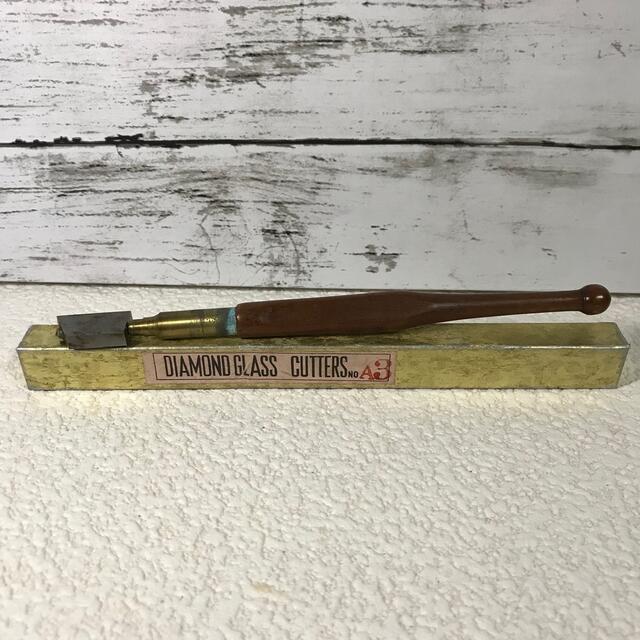 DIAMOND GLASS CUTTERS NO A3